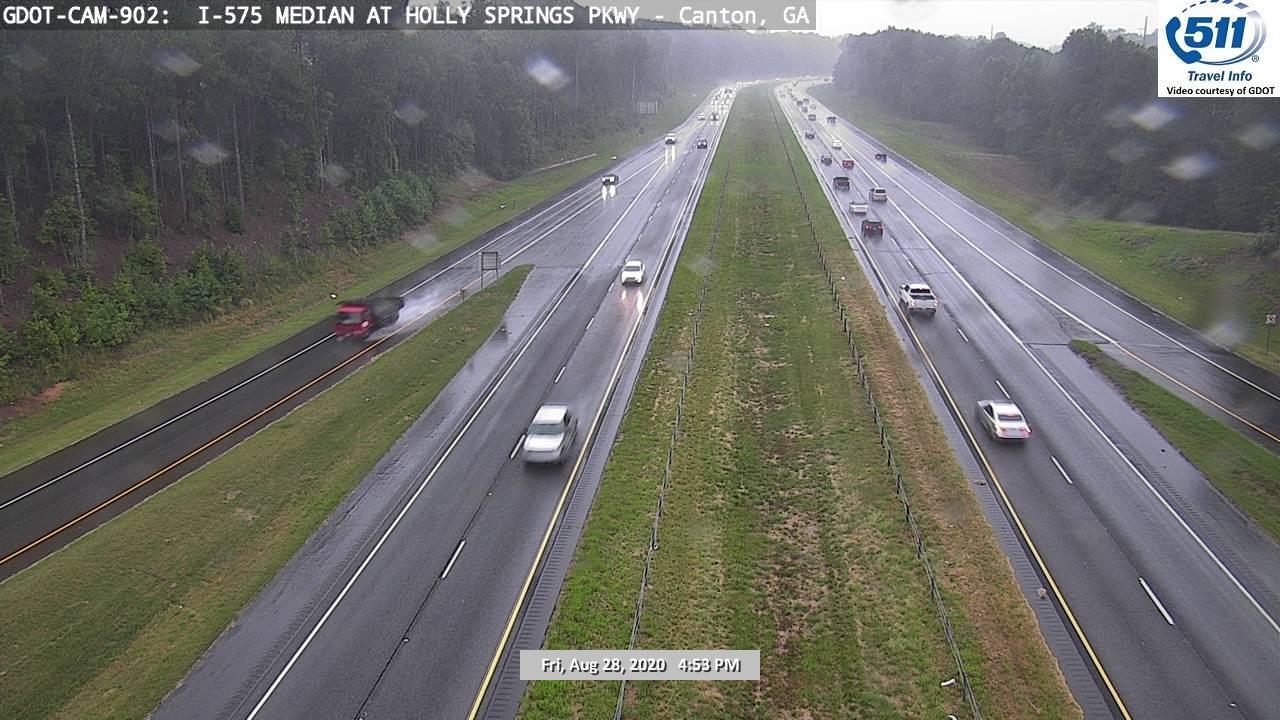 GDOT-CAM-902:  I-575 MEDIAN AT HOLLY SPRINGS PKWY - Canton, GA
511
®
Travel Info
Video courtesy of GDOT
Fri, Aug 28, 2020   4:53 PM